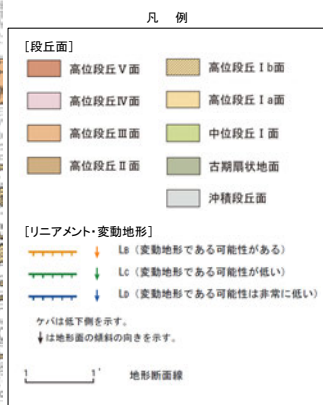 凡 例
[段丘面]
高位段丘Ⅴ面
高位段丘Ⅳ面
高位段丘Ⅲ面
高位段丘Ⅱ面
高位段丘Ⅰb面
高位段丘Ⅰa面
中位段丘Ⅰ面
古期扇状地面
沖積段丘面
[リニアメント・変動地形]
LB (変動地形である可能性がある)
LC (変動地形である可能性が低い)
LD (変動地形である可能性は非常に低い)
ケバは低下側を示す。
↓は地形面の傾斜の向きを示す。
1 1' 地形断面線